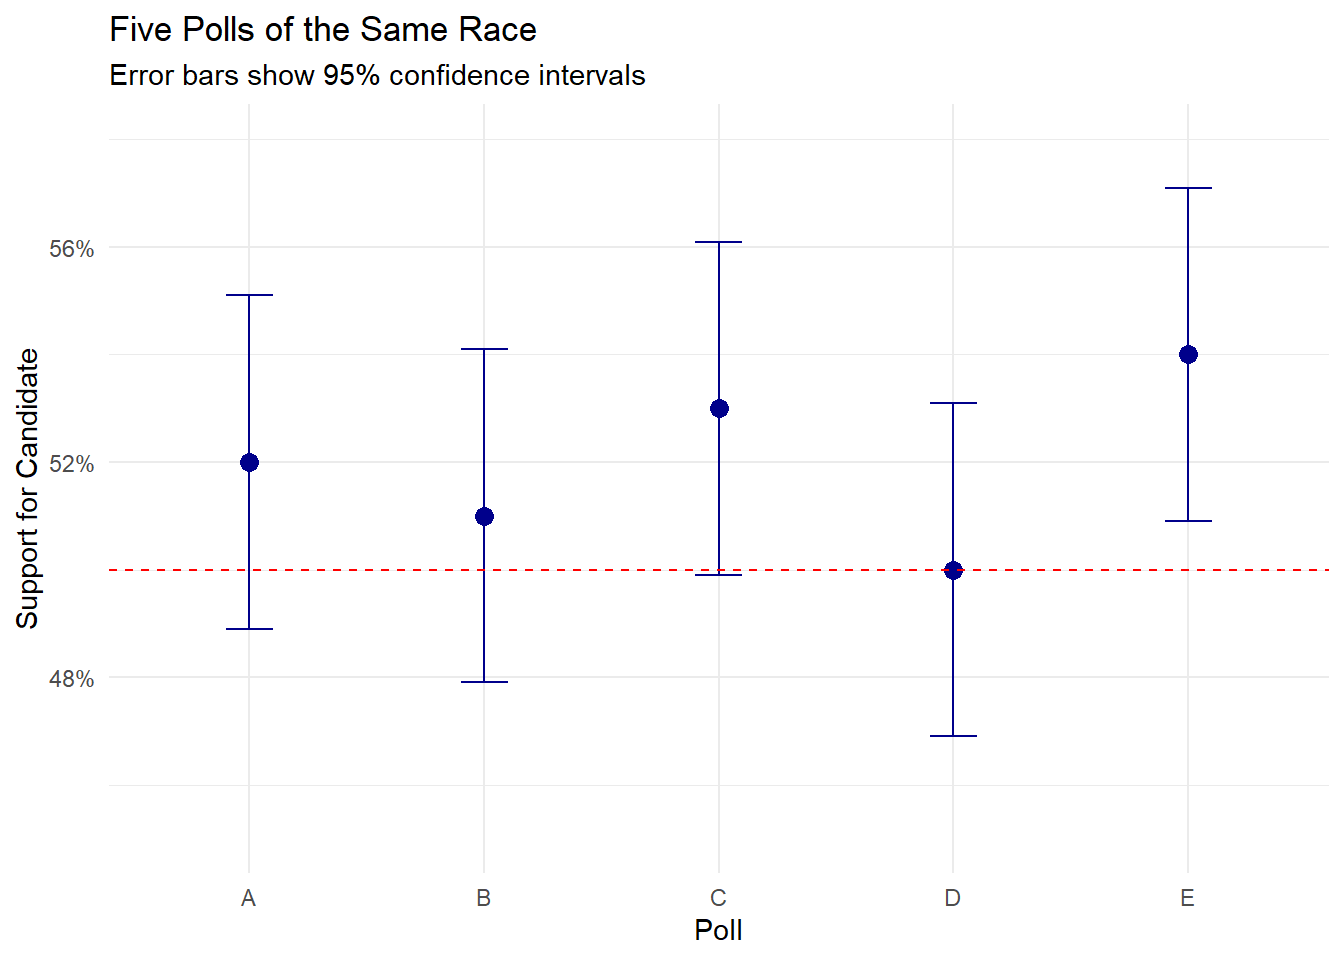 Five Polls of the Same Race
Error bars show 95% confidence intervals
Support for Candidate
56%
52%
48%
A
B
C
D
E
Poll